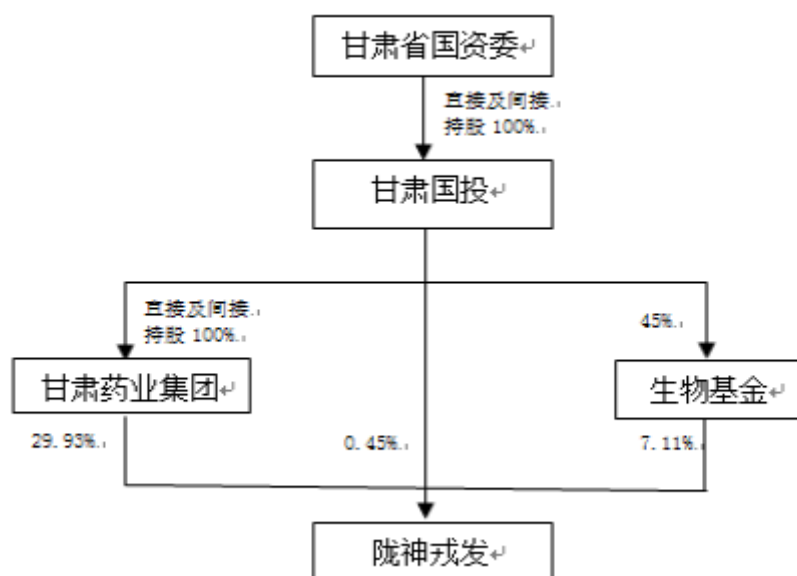 甘肃省国资委
直接及间接
持股 100%
甘肃国投
直接及间接
持股 100%
45%
甘肃药业集团
生物基金
29.93%
0.45%
7.11%
陇神戎发